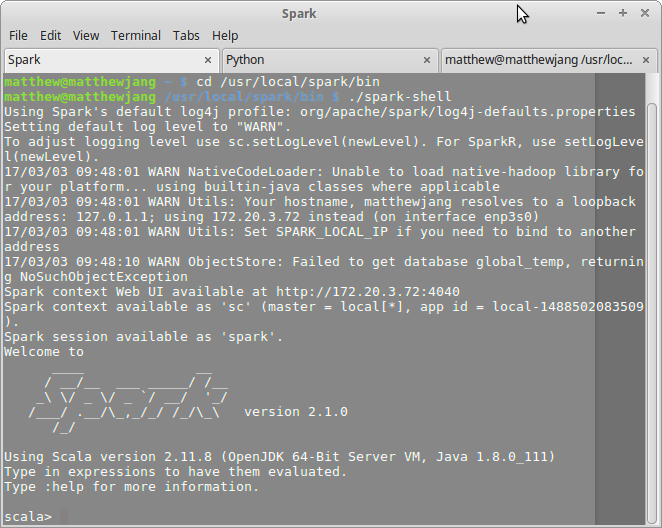 Spark
File Edit View Terminal Tabs Help
Spark × Python × matthew@matthewjang /usr/loc... ×
matthew@matthewjang ~ $ cd /usr/local/spark/bin
matthew@matthewjang /usr/local/spark/bin $ ./spark-shell
Using Spark's default log4j profile: org/apache/spark/log4j-defaults.properties
Setting default log level to "WARN".
To adjust logging level use sc.setLogLevel(newLevel). For SparkR, use setLogLeve
l(newLevel).
17/03/03 09:48:01 WARN NativeCodeLoader: Unable to load native-hadoop library fo
r your platform... using builtin-java classes where applicable
17/03/03 09:48:01 WARN Utils: Your hostname, matthewjang resolves to a loopback
address: 127.0.1.1; using 172.20.3.72 instead (on interface enp3s0)
17/03/03 09:48:01 WARN Utils: Set SPARK_LOCAL_IP if you need to bind to another
address
17/03/03 09:48:10 WARN ObjectStore: Failed to get database global_temp, returnin
g NoSuchObjectException
Spark context Web UI available at http://172.20.3.72:4040
Spark context available as 'sc' (master = local[*], app id = local-1488502083509
).
Spark session available as 'spark'.
Welcome to
      ____              __
     / __/__  ___ _____/ /__
    _\ \/ _ \/ _ `/ __/  '_/
   /___/ .__/\_,_/_/ /_/\_\   version 2.1.0
      /_/
Using Scala version 2.11.8 (OpenJDK 64-Bit Server VM, Java 1.8.0_111)
Type in expressions to have them evaluated.
Type :help for more information.
scala>